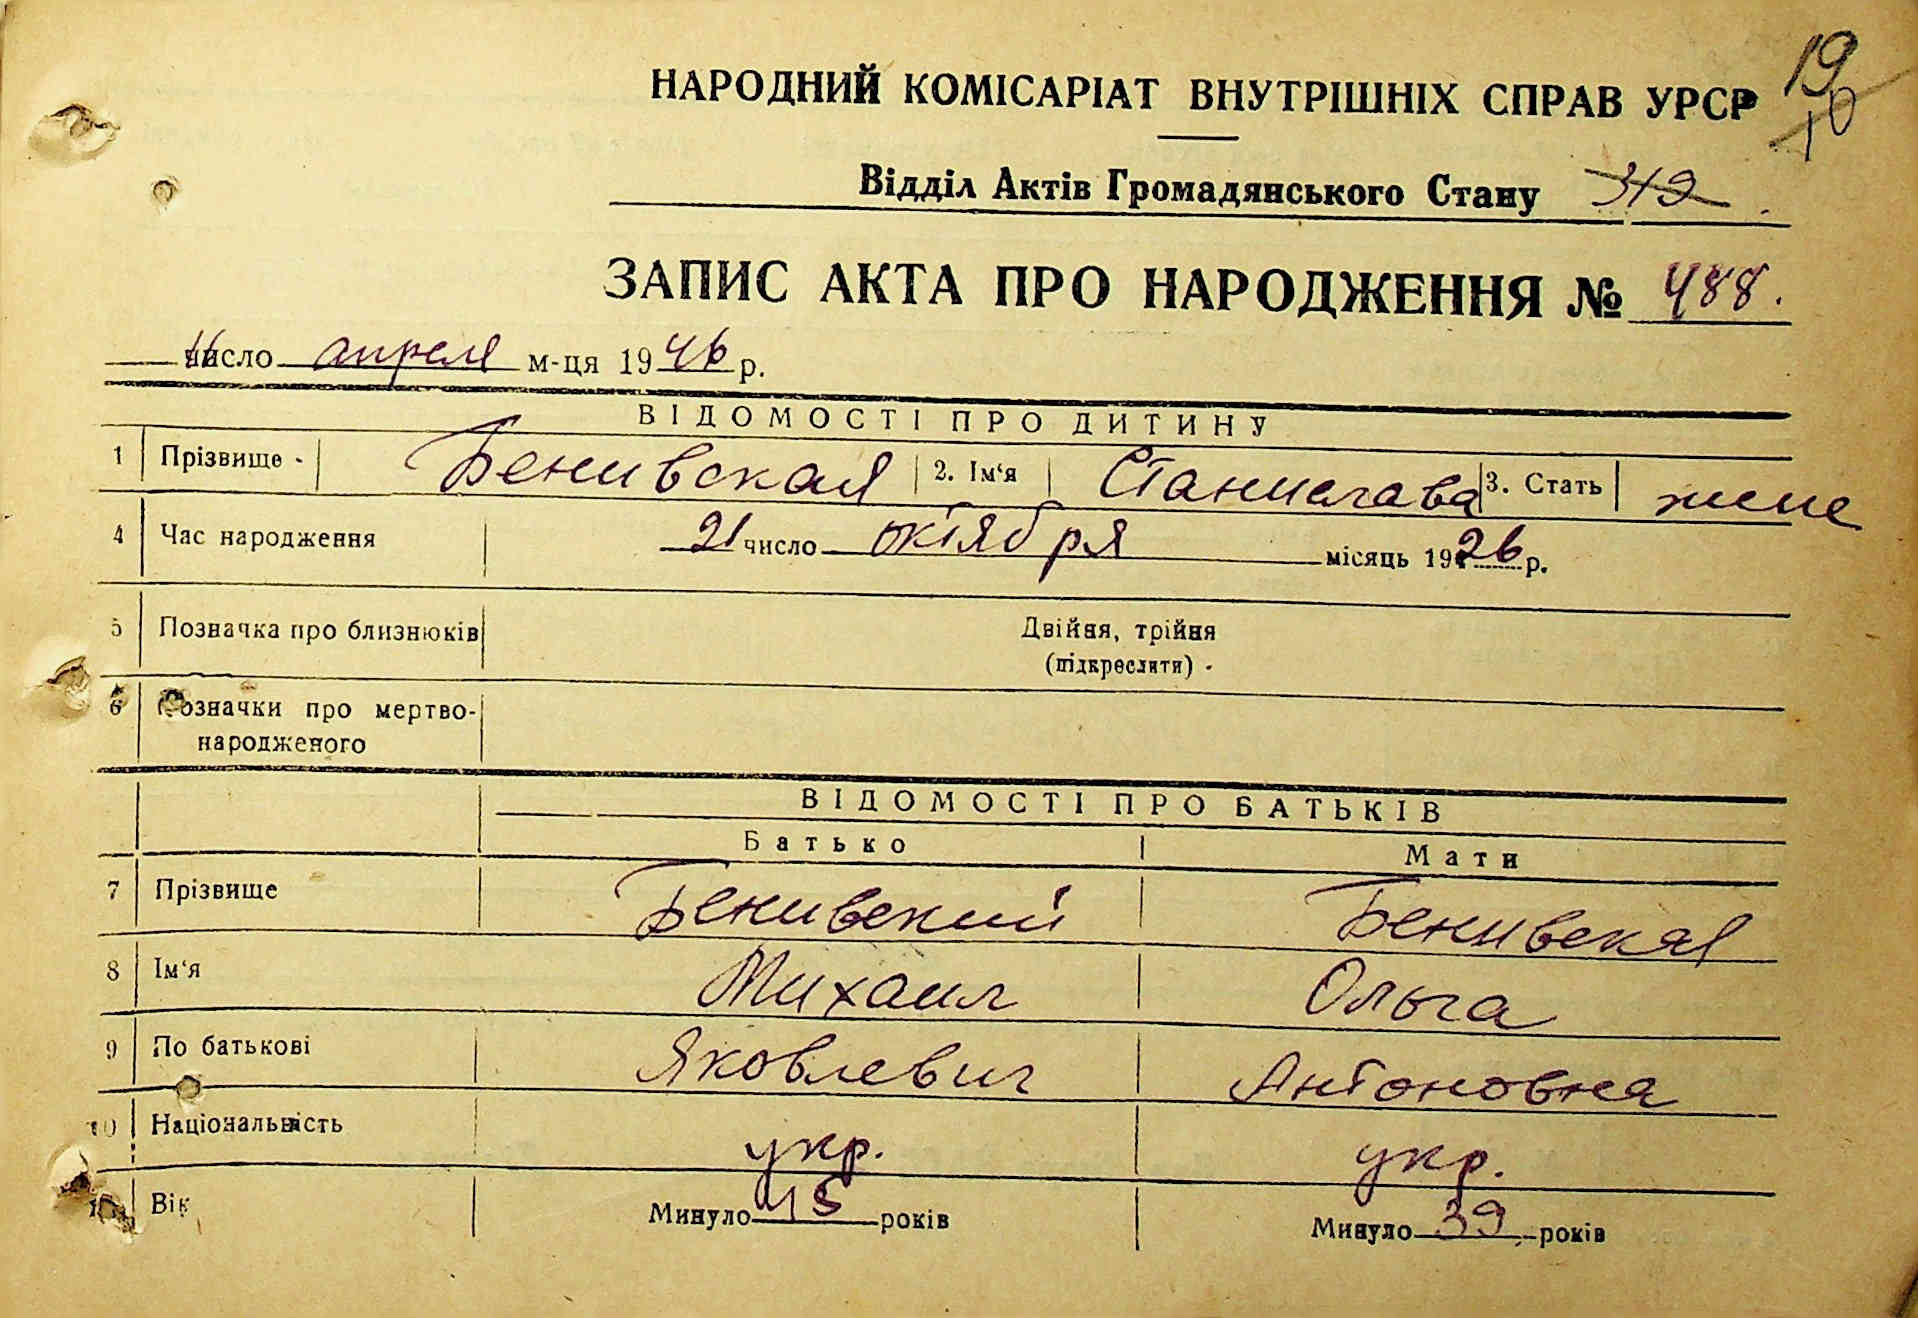 19
10
НАРОДНИЙ КОМІСАРІАТ ВНУТРІШНІХ СПРАВ УРСР
Відділ Актів Громадянського Стану 312
ЗАПИС АКТА ПРО НАРОДЖЕННЯ № 488.
16 число апреля м-ця 1946 р.
ВІДОМОСТІ ПРО ДИТИНУ
1 Прізвище - Бенивская 2. Ім'я Станислава 3. Стать жене
4 Час народження 21 число октября місяць 1926 р.
5 Позначка про близнюків Двійня, трійня
(підкреслити) -
6 Позначки про мертво-
народженого
ВІДОМОСТІ ПРО БАТЬКІВ
Батько Мати
7 Прізвище Бенивский Бенивская
8 Ім'я Михаил Ольга
9 По батькові Яковлевич Антоновна
10 Національність укр. укр.
11 Вік Минуло 45 років Минуло 39 років